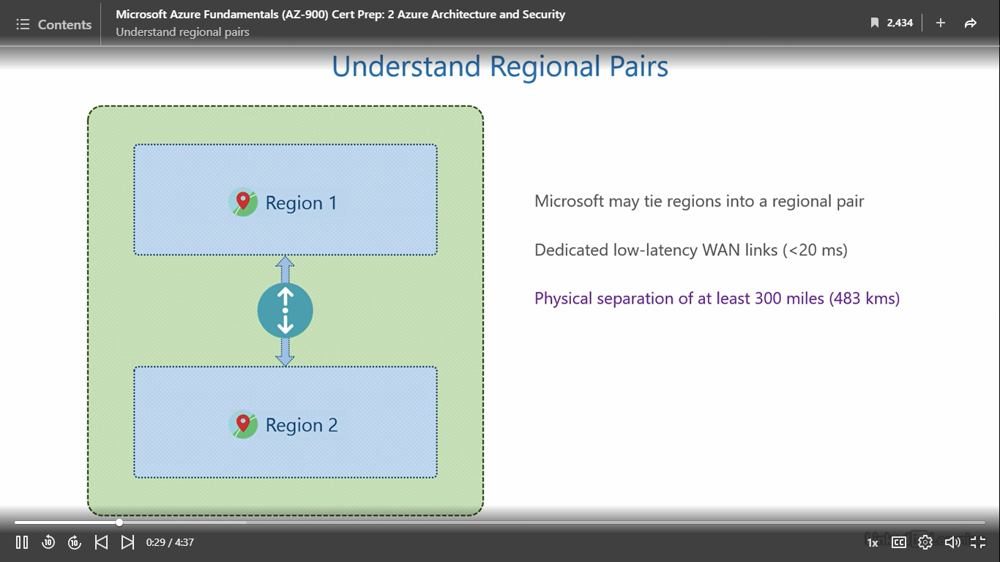 Contents
Microsoft Azure Fundamentals (AZ-900) Cert Prep: 2 Azure Architecture and Security
Understand regional pairs
2,434
Understand Regional Pairs
Region 1
Region 2
Microsoft may tie regions into a regional pair
Dedicated low-latency WAN links (<20 ms)
Physical separation of at least 300 miles (483 kms)
10
10
0:29 / 4:37
1x
CC